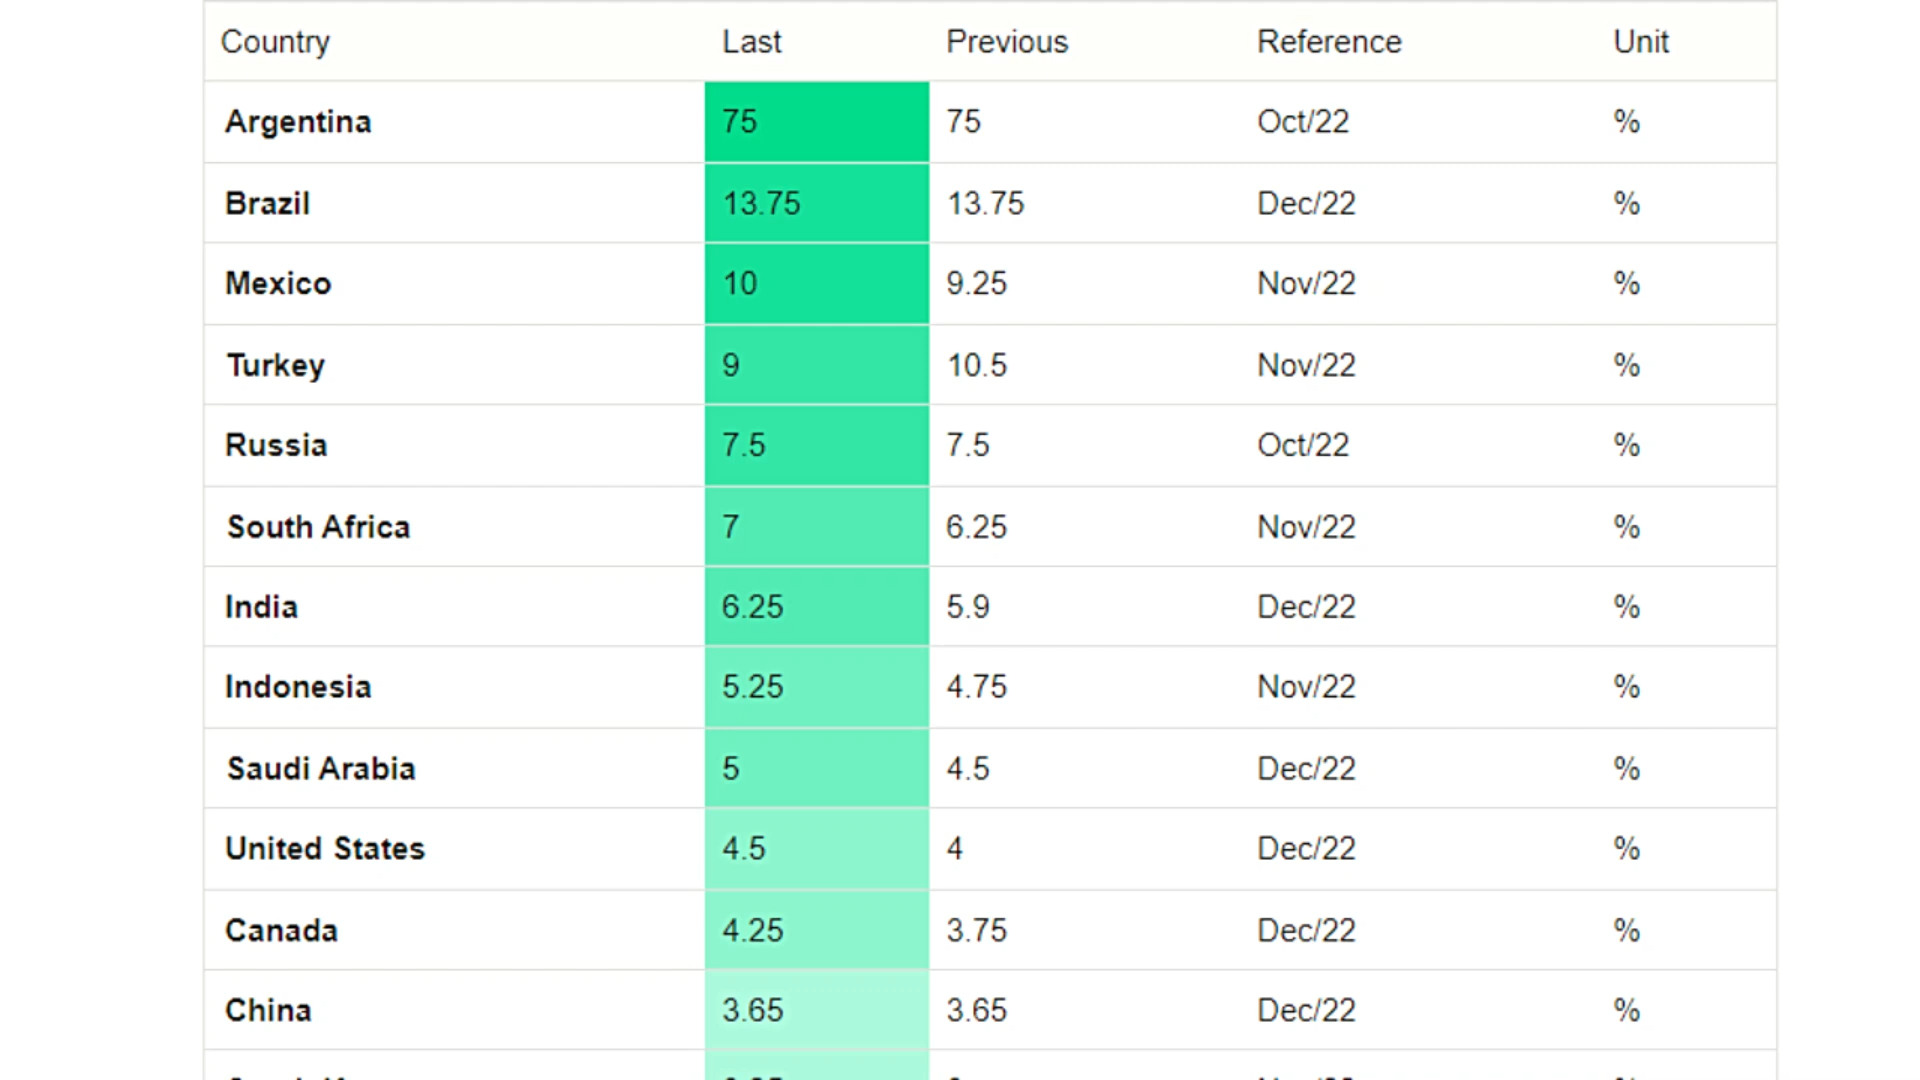 Country Last Previous Reference Unit
Argentina 75 75 Oct/22 %
Brazil 13.75 13.75 Dec/22 %
Mexico 10 9.25 Nov/22 %
Turkey 9 10.5 Nov/22 %
Russia 7.5 7.5 Oct/22 %
South Africa 7 6.25 Nov/22 %
India 6.25 5.9 Dec/22 %
Indonesia 5.25 4.75 Nov/22 %
Saudi Arabia 5 4.5 Dec/22 %
United States 4.5 4 Dec/22 %
Canada 4.25 3.75 Dec/22 %
China 3.65 3.65 Dec/22 %